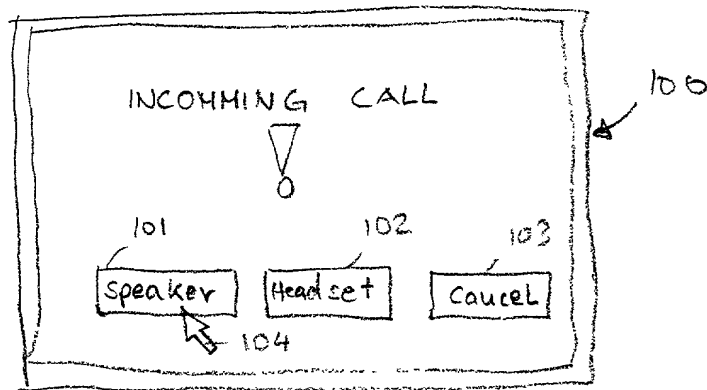 INCOMMING CALL
100
101
102
103
Speaker
Headset
Cancel
104